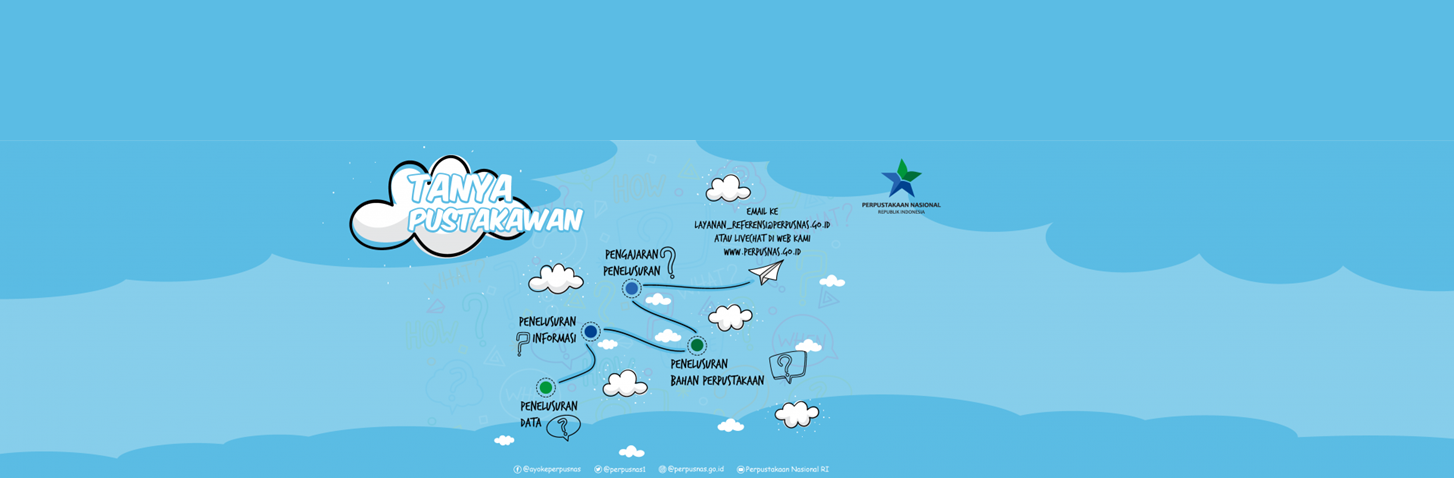 TANYA
PUSTAKAWAN
PERPUSTAKAAN NASIONAL
REPUBLIK INDONESIA
EMAIL KE
LAYANAN_REFERENSI@PERPUSNAS.GO.ID
ATAU LIVECHAT DI WEB KAMI
WWW.PERPUSNAS.GO.ID
PENGAJARAN
PENELUSURAN
PENELUSURAN
INFORMASI
PENELUSURAN
BAHAN PERPUSTAKAAN
PENELUSURAN
DATA
@ayokeperpusnas @perpusnas1 @perpusnas.go.id Perpustakaan Nasional RI